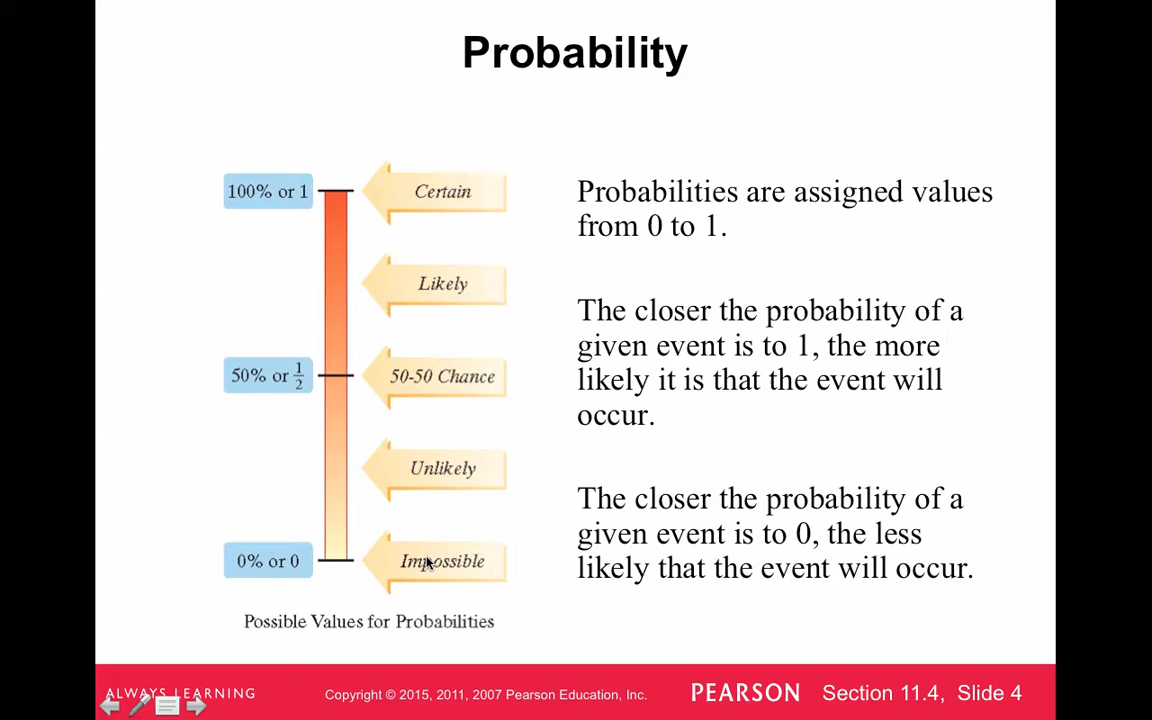 Probability
100% or 1
Certain
Likely
50% or 1/2
50-50 Chance
Unlikely
0% or 0
Impossible
Possible Values for Probabilities
Probabilities are assigned values
from 0 to 1.
The closer the probability of a
given event is to 1, the more
likely it is that the event will
occur.
The closer the probability of a
given event is to 0, the less
likely that the event will occur.
ALWAYS LEARNING
Copyright © 2015, 2011, 2007 Pearson Education, Inc.
PEARSON
Section 11.4, Slide 4